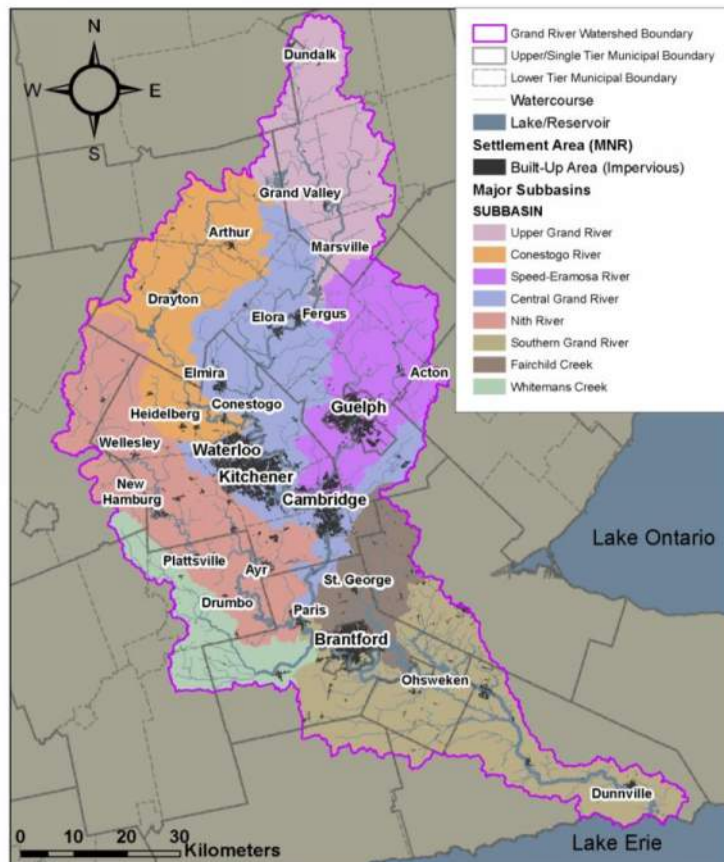 N
W
E
S
Grand River Watershed Boundary
Upper/Single Tier Municipal Boundary
Lower Tier Municipal Boundary
Watercourse
Lake/Reservoir
Settlement Area (MNR)
Built-Up Area (Impervious)
Major Subbasins
SUBBASIN
Upper Grand River
Conestogo River
Speed-Eramosa River
Central Grand River
Nith River
Southern Grand River
Fairchild Creek
Whitemans Creek
Dundalk
Grand Valley
Arthur
Marsville
Drayton
Elora
Fergus
Elmira
Acton
Conestogo
Guelph
Heidelberg
Waterloo
Wellesley
Kitchener
New
Hamburg
Cambridge
Lake Ontario
Plattsville
Ayr
St. George
Drumbo
Paris
Brantford
Ohsweken
Dunnville
Lake Erie
0 10 20 30
Kilometers